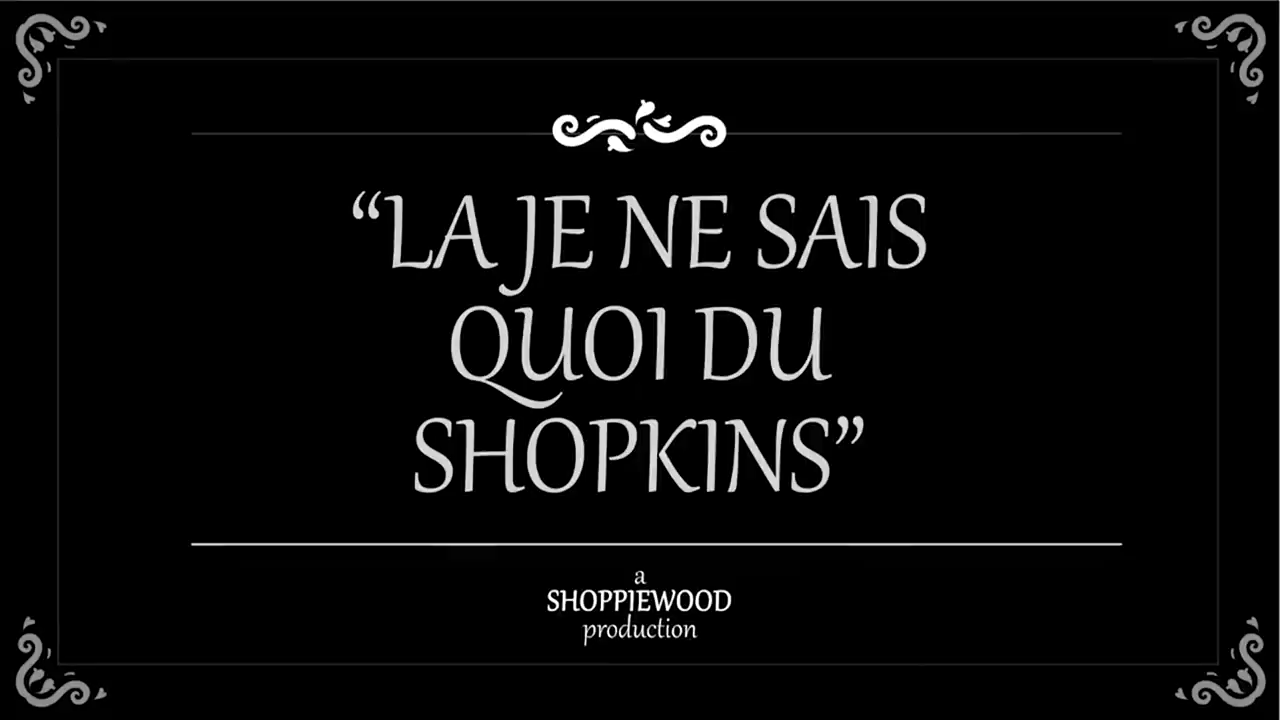 “LA JE NE SAIS
QUOI DU
SHOPKINS”
a
SHOPPIEWOOD
production